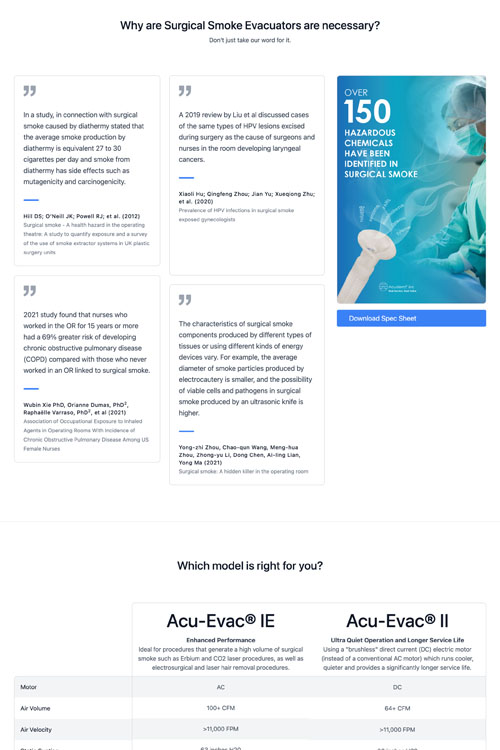 Why are Surgical Smoke Evacuators are necessary?
Don't just take our word for it.
In a study, in connection with surgical
smoke caused by diathermy stated that
the average smoke production by
diathermy is equivalent 27 to 30
cigarettes per day and smoke from
diathermy has side effects such as
mutagenicity and carcinogenicity.
Hill DS; O'Neill JK; Powell RJ; et al. (2012)
Surgical smoke - A health hazard in the operating
theatre: A study to quantify exposure and a survey
of the use of smoke extractor systems in UK plastic
surgery units
2021 study found that nurses who
worked in the OR for 15 years or more
had a 69% greater risk of developing
chronic obstructive pulmonary disease
(COPD) compared with those who never
worked in an OR linked to surgical smoke.
Wubin Xie PhD, Orianne Dumas, PhD²,
Raphaëlle Varraso, PhD², et al (2021)
Association of Occupational Exposure to Inhaled
Agents in Operating Rooms With Incidence of
Chronic Obstructive Pulmonary Disease Among US
Female Nurses
A 2019 review by Liu et al discussed cases
of the same types of HPV lesions excised
during surgery as the cause of surgeons and
nurses in the room developing laryngeal
cancers.
Xiaoli Hu; Qingfeng Zhou; Jian Yu; Xueqiong Zhu;
et al. (2020)
Prevalence of HPV infections in surgical smoke
exposed gynecologists
The characteristics of surgical smoke
components produced by different types of
tissues or using different kinds of energy
devices vary. For example, the average
diameter of smoke particles produced by
electrocautery is smaller, and the possibility
of viable cells and pathogens in surgical
smoke produced by an ultrasonic knife is
higher.
Yong-zhi Zhou, Chao-qun Wang, Meng-hua
Zhou, Zhong-yu Li, Dong Chen, Ai-ling Lian,
Yong Ma (2021)
Surgical smoke: A hidden killer in the operating room
OVER
150
HAZARDOUS
CHEMICALS
HAVE BEEN
IDENTIFIED IN
SURGICAL SMOKE
Download Spec Sheet
Which model is right for you?
Acu-Evac® IE
Enhanced Performance
Ideal for procedures that generate a high volume of surgical
smoke such as Erbium and CO2 laser procedures, as well as
electrosurgical and laser hair removal procedures.
Acu-Evac® II
Ultra Quiet Operation and Longer Service Life
Using a "brushless" direct current (DC) electric motor
(instead of a conventional AC motor) which runs cooler,
quieter and provides a significantly longer service life.
Motor AC DC
Air Volume 100+ CFM 64+ CFM
Air Velocity >11,000 FPM >11,000 FPM